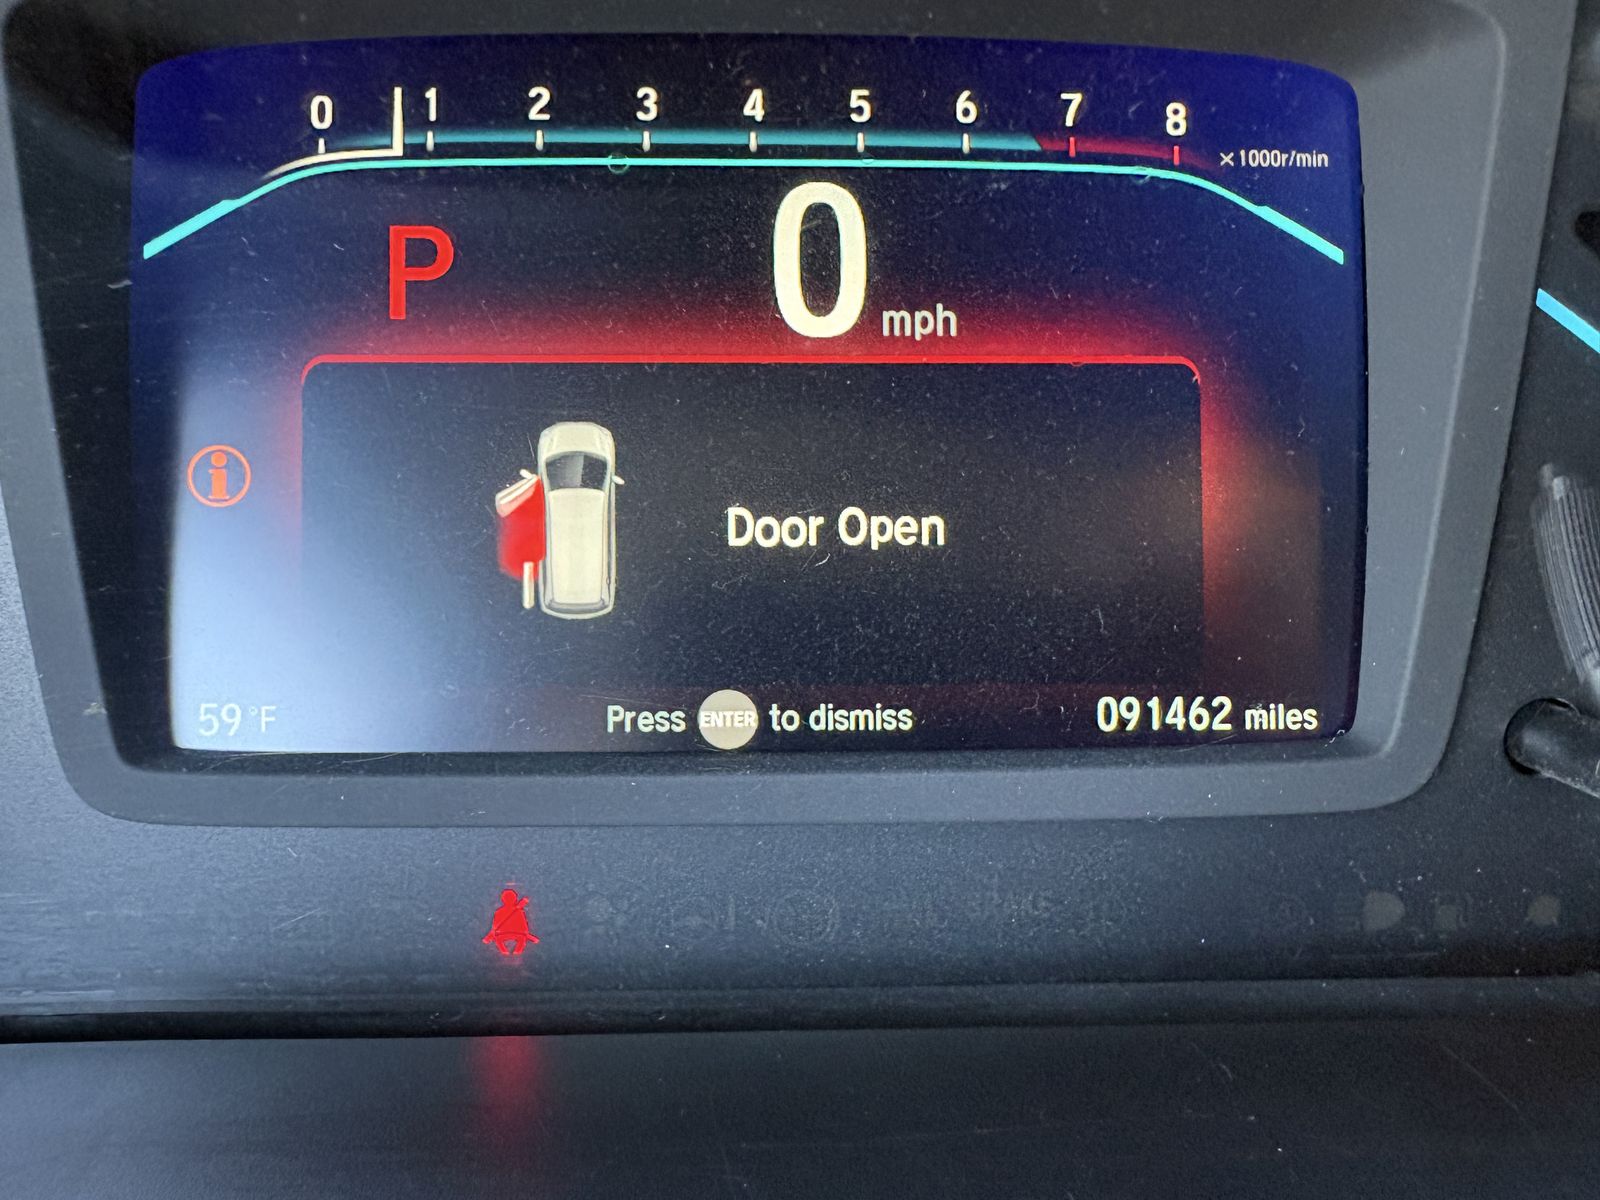 0 1 2 3 4 5 6 7 8
×1000r/min
P 0 mph
Door Open
59°F Press ENTER to dismiss 091462 miles
BRAKE